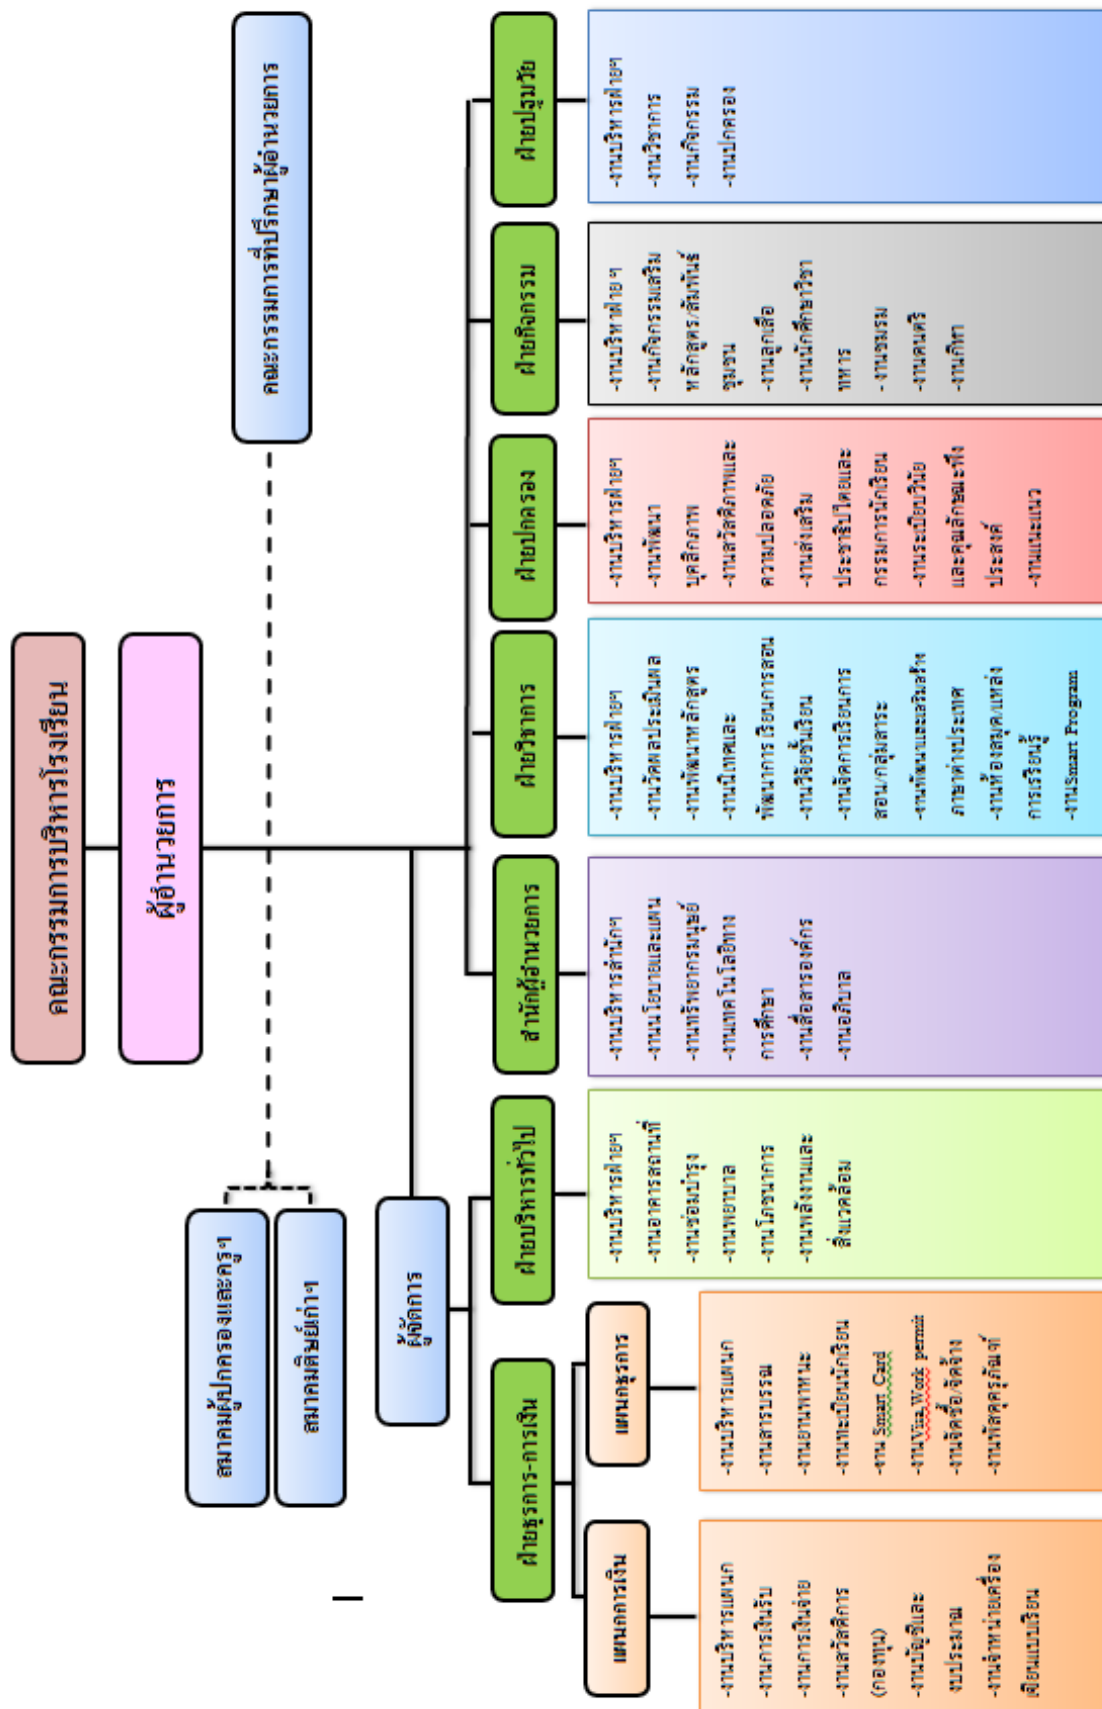 คณะกรรมการบริหารโรงเรียน
ผู้อำนวยการ
คณะกรรมการที่ปรึกษาผู้อำนวยการ
สมาคมผู้ปกครองและครูฯ
สมาคมศิษย์เก่าฯ
ผู้จัดการ
ฝ่ายธุรการ-การเงิน
ฝ่ายบริหารทั่วไป
สำนักผู้อำนวยการ
ฝ่ายวิชาการ
ฝ่ายปกครอง
ฝ่ายกิจกรรม
ฝ่ายปฐมวัย
แผนกการเงิน
แผนกธุรการ
-งานบริหารแผนก
-งานการเงินรับ
-งานการเงินจ่าย
-งานสวัสดิการ
(กองทุน)
-งานบัญชีและ
งบประมาณ
-งานจำหน่ายเครื่อง
เขียนแบบเรียน
-งานบริหารแผนก
-งานสารบรรณ
-งานยานพาหนะ
-งานทะเบียนนักเรียน
-งาน Smart Card
-งานVisa,Work permit
-งานจัดซื้อ/จัดจ้าง
-งานพัสดุครุภัณฑ์
-งานบริหารฝ่ายฯ
-งานอาคารสถานที่
-งานซ่อมบำรุง
-งานพยาบาล
-งานโภชนาการ
-งานพลังงานและ
สิ่งแวดล้อม
-งานบริหารสำนักฯ
-งานนโยบายและแผน
-งานทรัพยากรมนุษย์
-งานเทคโนโลยีทาง
การศึกษา
-งานสื่อสารองค์กร
-งานอภิบาล
-งานบริหารฝ่ายฯ
-งานวัดผลประเมินผล
-งานพัฒนาหลักสูตร
-งานนิเทศและ
พัฒนาการเรียนการสอน
-งานวิจัยชั้นเรียน
-งานจัดการเรียนการ
สอน/กลุ่มสาระ
-งานพัฒนาและเสริมสร้าง
ภาษาต่างประเทศ
-งานห้องสมุด/แหล่ง
การเรียนรู้
-งานSmart Program
-งานบริหารฝ่ายฯ
-งานพัฒนา
บุคลิกภาพ
-งานสวัสดิภาพและ
ความปลอดภัย
-งานส่งเสริม
ประชาธิปไตยและ
กรรมการนักเรียน
-งานระเบียบวินัย
และคุณลักษณะพึง
ประสงค์
-งานแนะแนว
-งานบริหาฝ่ายฯ
-งานกิจกรรมเสริม
หลักสูตร/สัมพันธ์
ชุมชน
-งานลูกเสือ
-งานนักศึกษาวิชา
ทหาร
- งานชมรม
-งานดนตรี
-งานกีฬา
-งานบริหารฝ่ายฯ
-งานวิชาการ
-งานกิจกรรม
-งานปกครอง